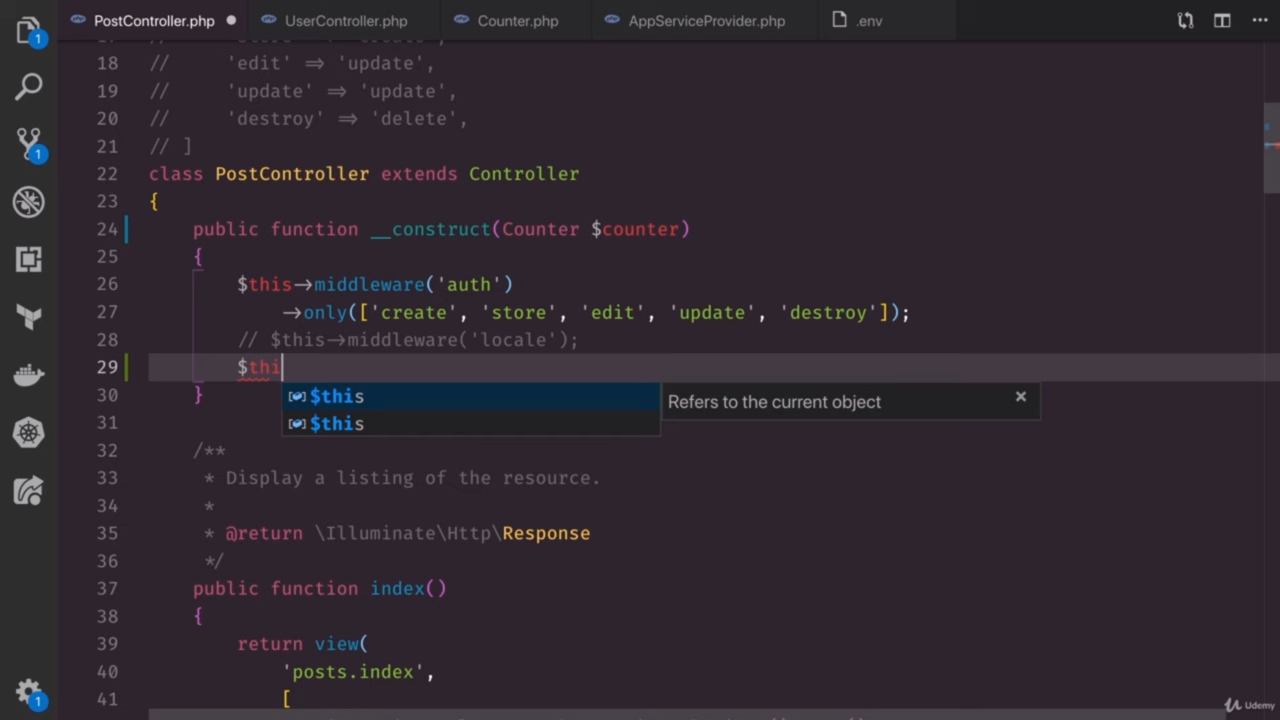 PostController.php
UserController.php
Counter.php
AppServiceProvider.php
.env
18 //     'edit' => 'update',
19 //     'update' => 'update',
20 //     'destroy' => 'delete',
21 // ]
22 class PostController extends Controller
23 {
24     public function __construct(Counter $counter)
25     {
26         $this->middleware('auth')
27             ->only(['create', 'store', 'edit', 'update', 'destroy']);
28         // $this->middleware('locale');
29         $thi
$this
Refers to the current object
$this
30     }
31
32     /**
33      * Display a listing of the resource.
34      *
35      * @return \Illuminate\Http\Response
36      */
37     public function index()
38     {
39         return view(
40             'posts.index',
41             [
1
1
1
Udemy